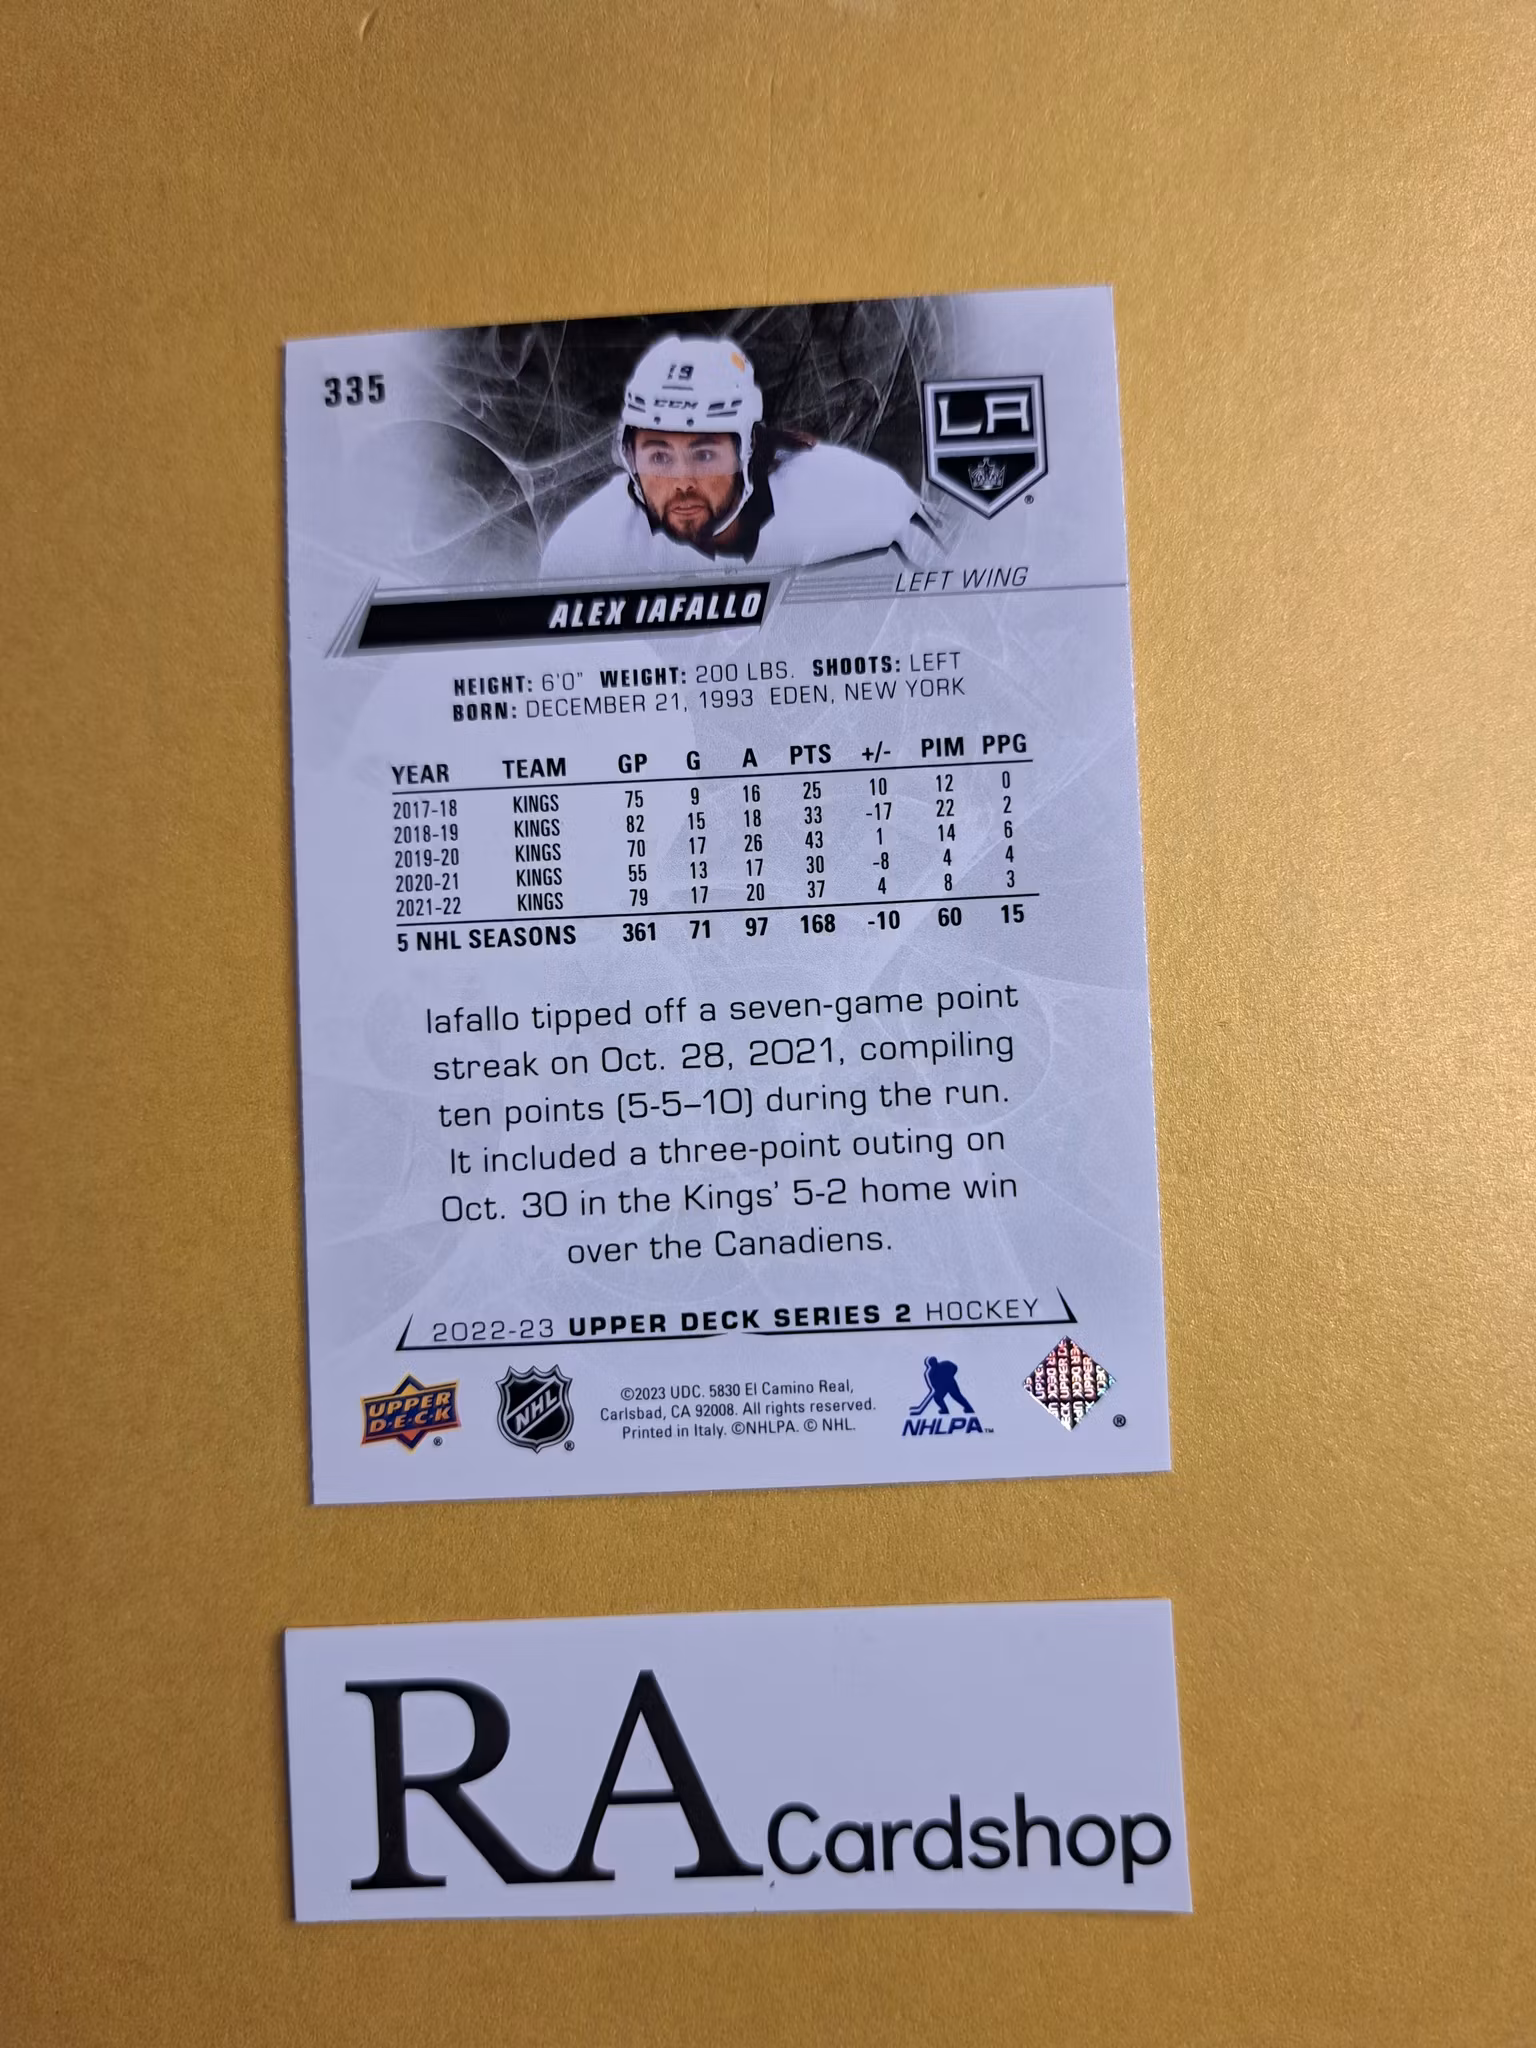 335
19
CCM
LA
®
LEFT WING
ALEX IAFALLO
HEIGHT: 6'0" WEIGHT: 200 LBS. SHOOTS: LEFT
BORN: DECEMBER 21, 1993 EDEN, NEW YORK
YEAR TEAM GP G A PTS +/- PIM PPG
2017-18 KINGS 75 9 16 25 10 12 0
2018-19 KINGS 82 15 18 33 -17 22 2
2019-20 KINGS 70 17 26 43 1 14 6
2020-21 KINGS 55 13 17 30 -8 4 4
2021-22 KINGS 79 17 20 37 4 8 3
5 NHL SEASONS 361 71 97 168 -10 60 15
Iafallo tipped off a seven-game point
streak on Oct. 28, 2021, compiling
ten points (5-5–10) during the run.
It included a three-point outing on
Oct. 30 in the Kings' 5-2 home win
over the Canadiens.
2022-23 UPPER DECK SERIES 2 HOCKEY
UPPER
D·E·C·K
®
NHL
®
©2023 UDC. 5830 El Camino Real,
Carlsbad, CA 92008. All rights reserved.
Printed in Italy. ©NHLPA. © NHL.
NHLPA™
UPPER DECK
®
RA Cardshop